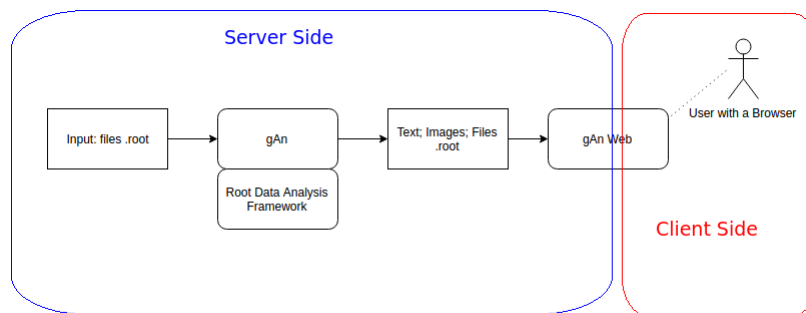 Server Side
Input: files .root
gAn
Root Data Analysis
Framework
Text; Images; Files
.root
gAn Web
User with a Browser
Client Side